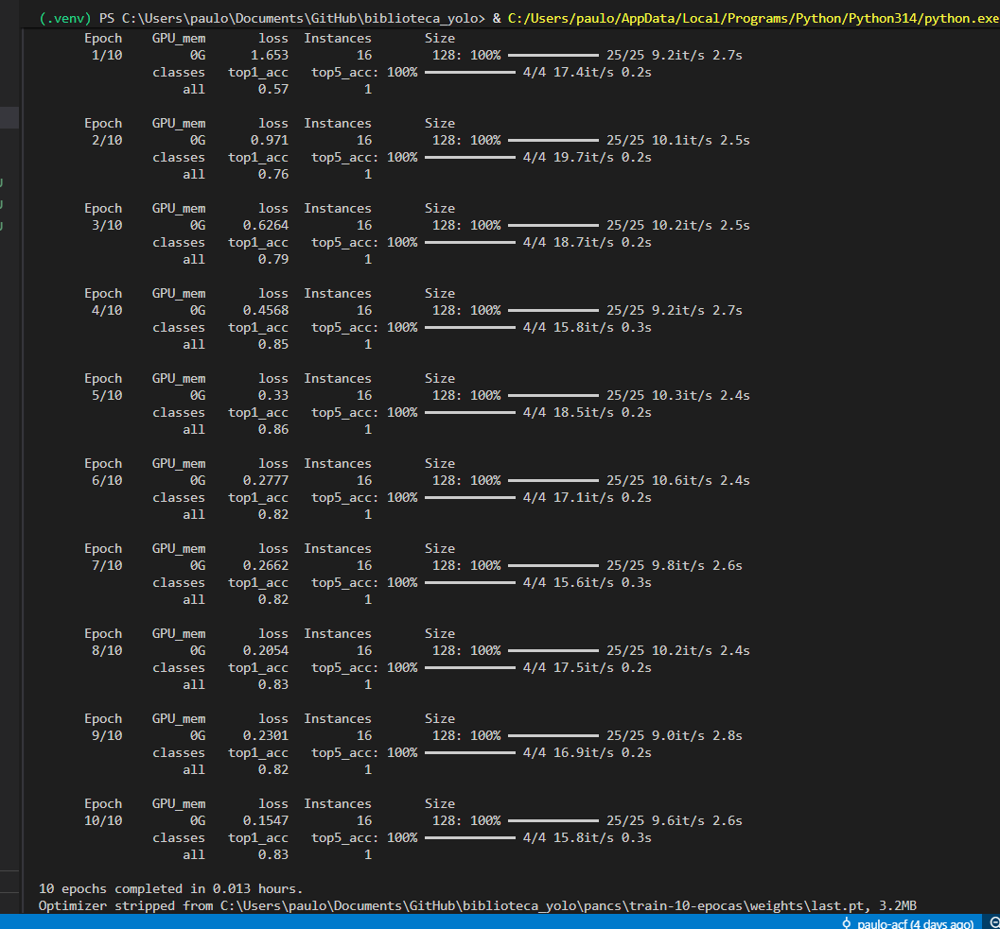 (.venv) PS C:\Users\paulo\Documents\GitHub\biblioteca_yolo> & C:/Users/paulo/AppData/Local/Programs/Python/Python314/python.exe
Epoch GPU_mem loss Instances Size
1/10 0G 1.653 16 128: 100% 25/25 9.2it/s 2.7s
classes top1_acc top5_acc: 100% 4/4 17.4it/s 0.2s
all 0.57 1
Epoch GPU_mem loss Instances Size
2/10 0G 0.971 16 128: 100% 25/25 10.1it/s 2.5s
classes top1_acc top5_acc: 100% 4/4 19.7it/s 0.2s
all 0.76 1
Epoch GPU_mem loss Instances Size
3/10 0G 0.6264 16 128: 100% 25/25 10.2it/s 2.5s
classes top1_acc top5_acc: 100% 4/4 18.7it/s 0.2s
all 0.79 1
Epoch GPU_mem loss Instances Size
4/10 0G 0.4568 16 128: 100% 25/25 9.2it/s 2.7s
classes top1_acc top5_acc: 100% 4/4 15.8it/s 0.3s
all 0.85 1
Epoch GPU_mem loss Instances Size
5/10 0G 0.33 16 128: 100% 25/25 10.3it/s 2.4s
classes top1_acc top5_acc: 100% 4/4 18.5it/s 0.2s
all 0.86 1
Epoch GPU_mem loss Instances Size
6/10 0G 0.2777 16 128: 100% 25/25 10.6it/s 2.4s
classes top1_acc top5_acc: 100% 4/4 17.1it/s 0.2s
all 0.82 1
Epoch GPU_mem loss Instances Size
7/10 0G 0.2662 16 128: 100% 25/25 9.8it/s 2.6s
classes top1_acc top5_acc: 100% 4/4 15.6it/s 0.3s
all 0.82 1
Epoch GPU_mem loss Instances Size
8/10 0G 0.2054 16 128: 100% 25/25 10.2it/s 2.4s
classes top1_acc top5_acc: 100% 4/4 17.5it/s 0.2s
all 0.83 1
Epoch GPU_mem loss Instances Size
9/10 0G 0.2301 16 128: 100% 25/25 9.0it/s 2.8s
classes top1_acc top5_acc: 100% 4/4 16.9it/s 0.2s
all 0.82 1
Epoch GPU_mem loss Instances Size
10/10 0G 0.1547 16 128: 100% 25/25 9.6it/s 2.6s
classes top1_acc top5_acc: 100% 4/4 15.8it/s 0.3s
all 0.83 1
10 epochs completed in 0.013 hours.
Optimizer stripped from C:\Users\paulo\Documents\GitHub\biblioteca_yolo\pancs\train-10-epocas\weights\last.pt, 3.2MB
paulo-acf (4 days ago)